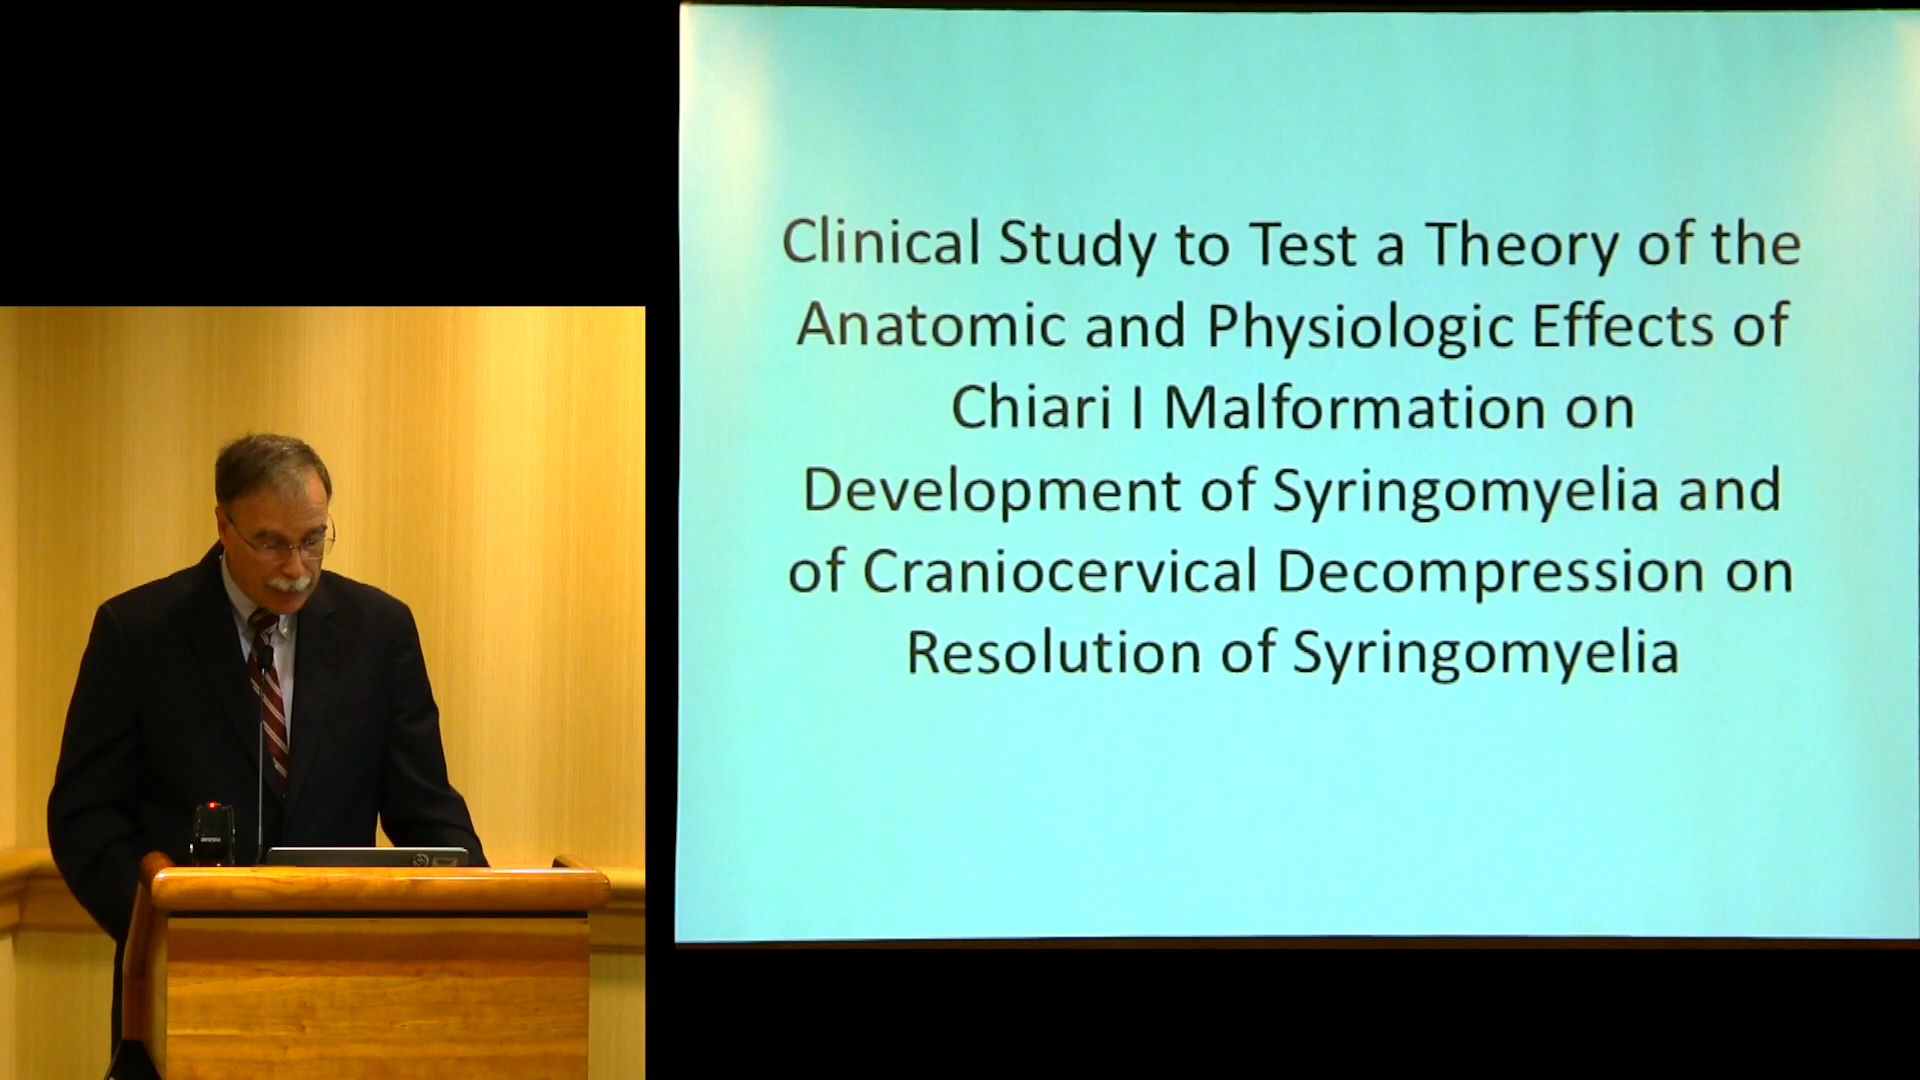 Clinical Study to Test a Theory of the
Anatomic and Physiologic Effects of
Chiari I Malformation on
Development of Syringomyelia and
of Craniocervical Decompression on
Resolution of Syringomyelia